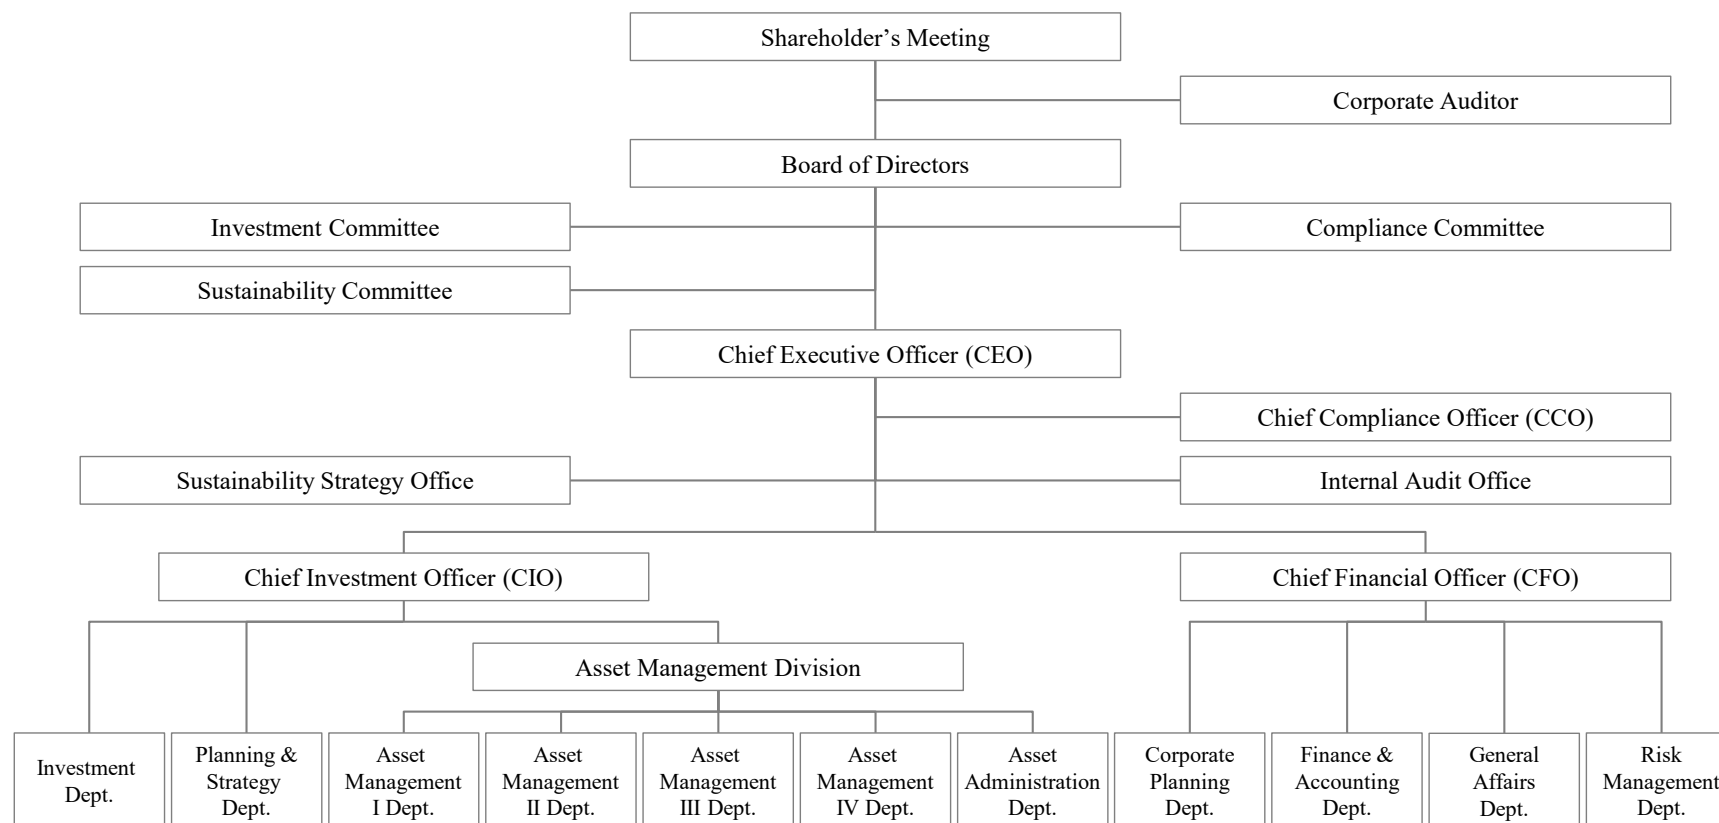 Shareholder’s Meeting
Corporate Auditor
Board of Directors
Investment Committee
Compliance Committee
Sustainability Committee
Chief Executive Officer (CEO)
Chief Compliance Officer (CCO)
Sustainability Strategy Office
Internal Audit Office
Chief Investment Officer (CIO)
Chief Financial Officer (CFO)
Asset Management Division
Investment
Dept.
Planning &
Strategy
Dept.
Asset
Management
I Dept.
Asset
Management
II Dept.
Asset
Management
III Dept.
Asset
Management
IV Dept.
Asset
Administration
Dept.
Corporate
Planning
Dept.
Finance &
Accounting
Dept.
General
Affairs
Dept.
Risk
Management
Dept.